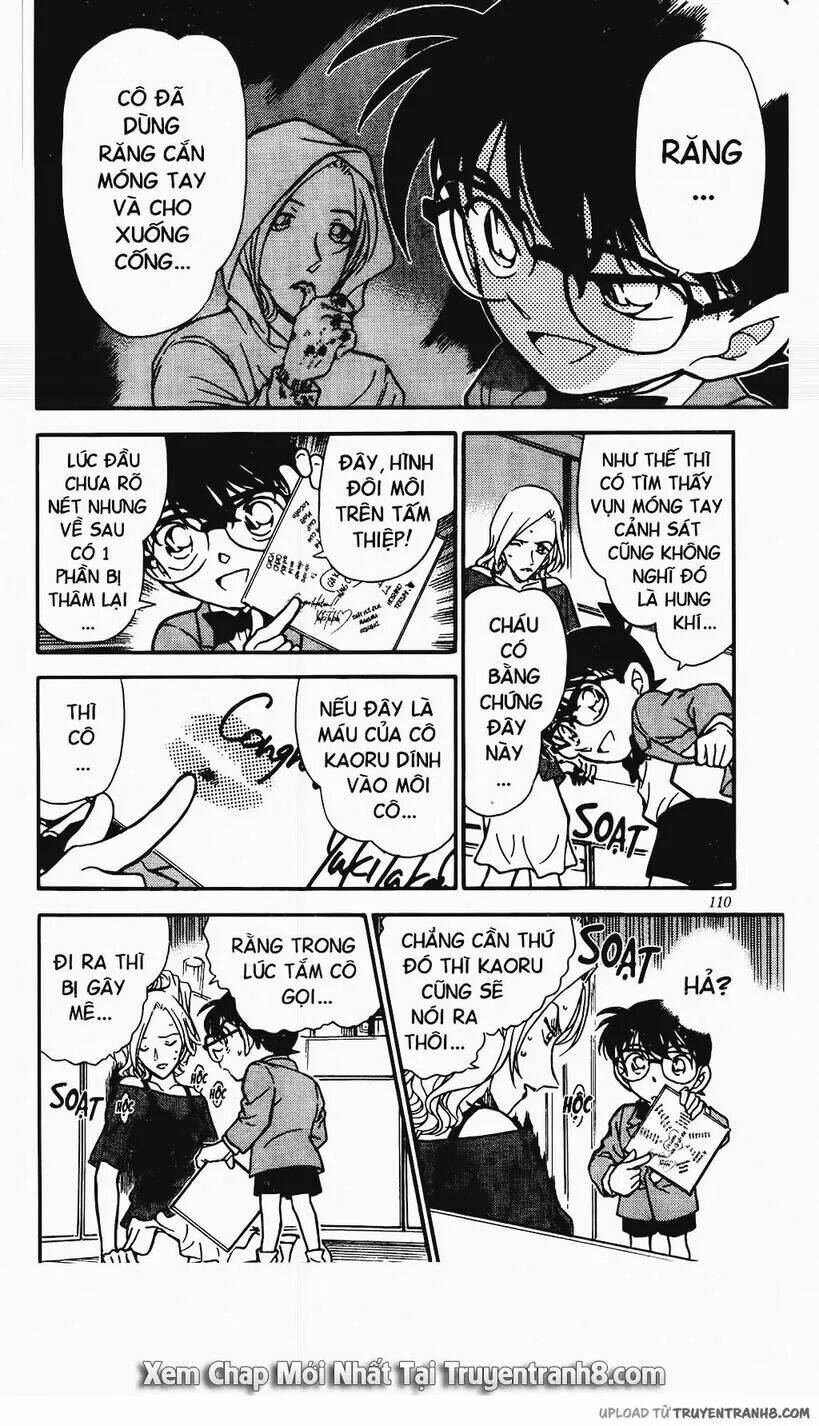 RĂNG
...
CÔ ĐÃ
DÙNG
RĂNG CẮN
MÓNG TAY
VÀ CHO
XUỐNG
CỐNG...
NHƯ THẾ THÌ
CÓ TÌM THẤY
VỤN MÓNG TAY
CẢNH SÁT
CŨNG KHÔNG
NGHĨ ĐÓ
LÀ HUNG
KHÍ...
CHÁU
CÓ
BẰNG
CHỨNG
ĐÂY
NÀY
...
SOẠT
ĐÂY, HÌNH
ĐÔI MÔI
TRÊN TẤM
THIỆP!
LÚC ĐẦU
CHƯA RÕ
NÉT NHƯNG
VỀ SAU
CÓ 1
PHẦN BỊ
THÂM LẠI
...
NẾU ĐÂY LÀ
MÁU CỦA CÔ
KAORU DÍNH
VÀO MÔI
CÔ...
THÌ
CÔ
...
110
HẢ?
SOẠT
CHẲNG CẦN THỨ
ĐÓ THÌ KAORU
CŨNG SẼ
NÓI RA
THÔI...
HỘC
RẰNG TRONG
LÚC TẮM CÔ
GỌI...
ĐI RA THÌ
BỊ GÂY
MÊ...
SOẠT
HỘC
HỘC
HỘC
Xem Chap Mới Nhất Tại Truyentranh8.com
UPLOAD TỪ TRUYENTRANH8.COM